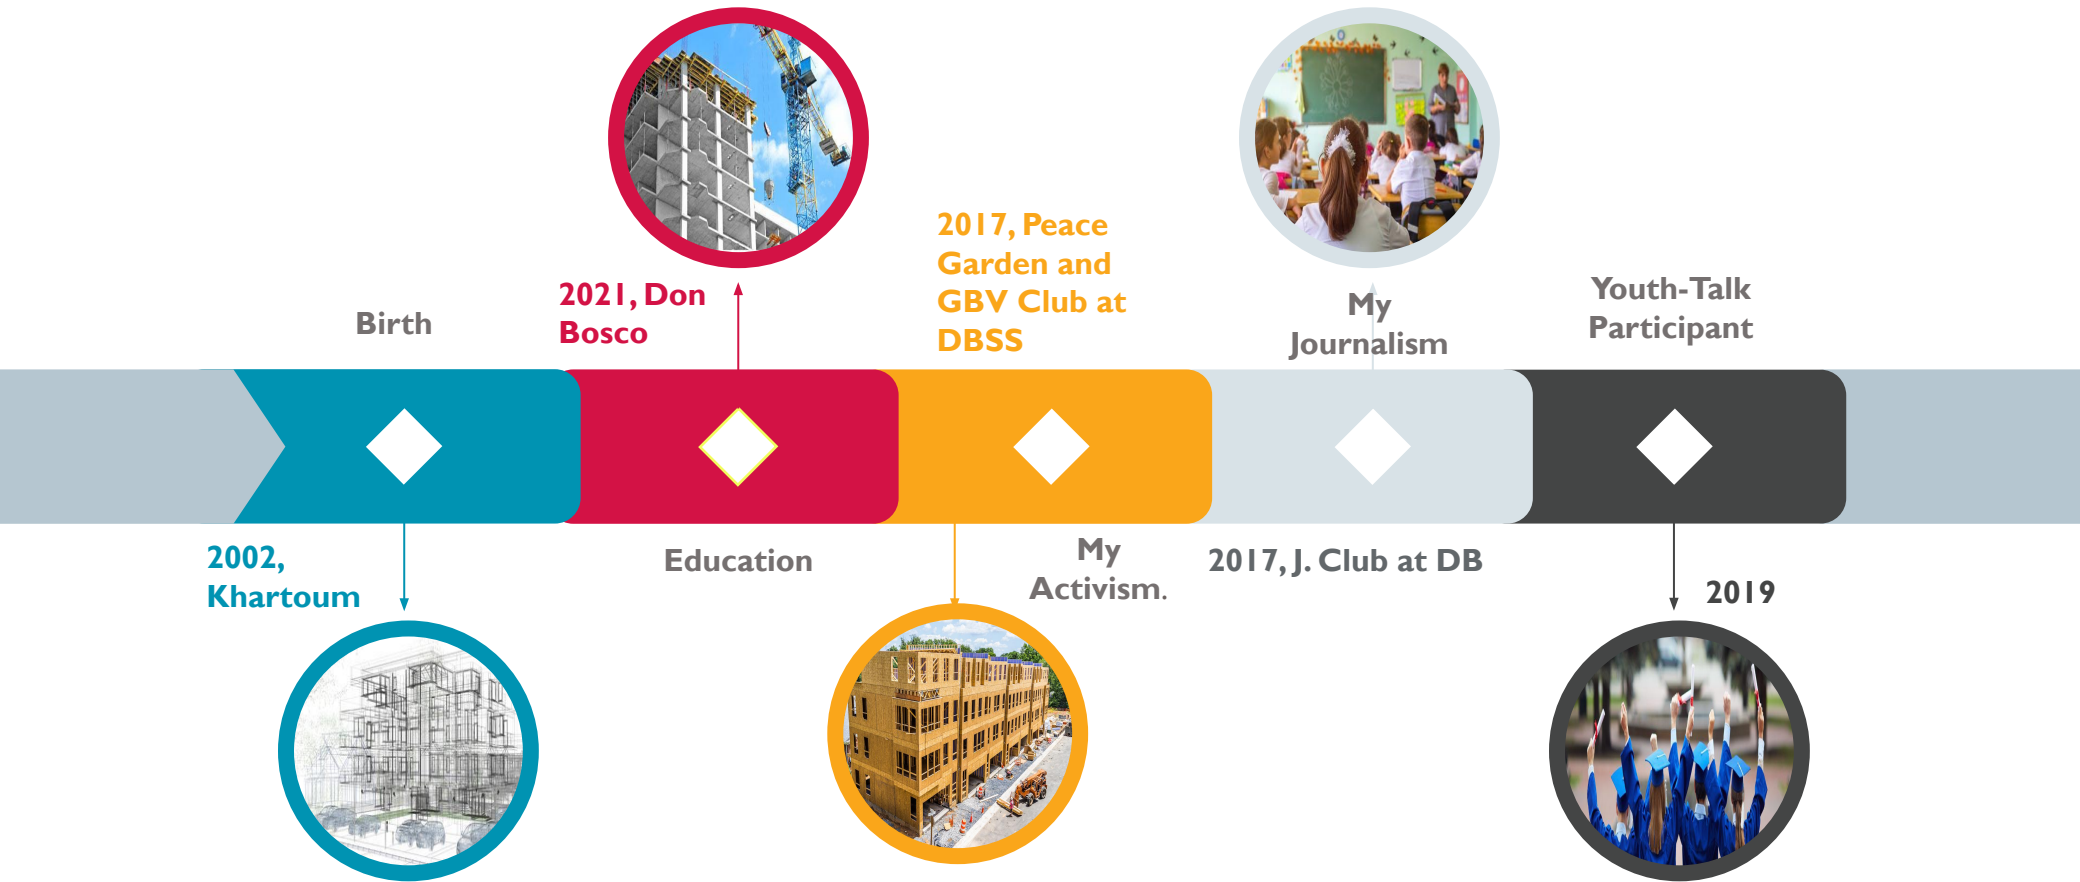 Birth
2002,
Khartoum
2021, Don
Bosco
Education
2017, Peace
Garden and
GBV Club at
DBSS
My
Activism.
My
Journalism
2017, J. Club at DB
Youth-Talk
Participant
2019